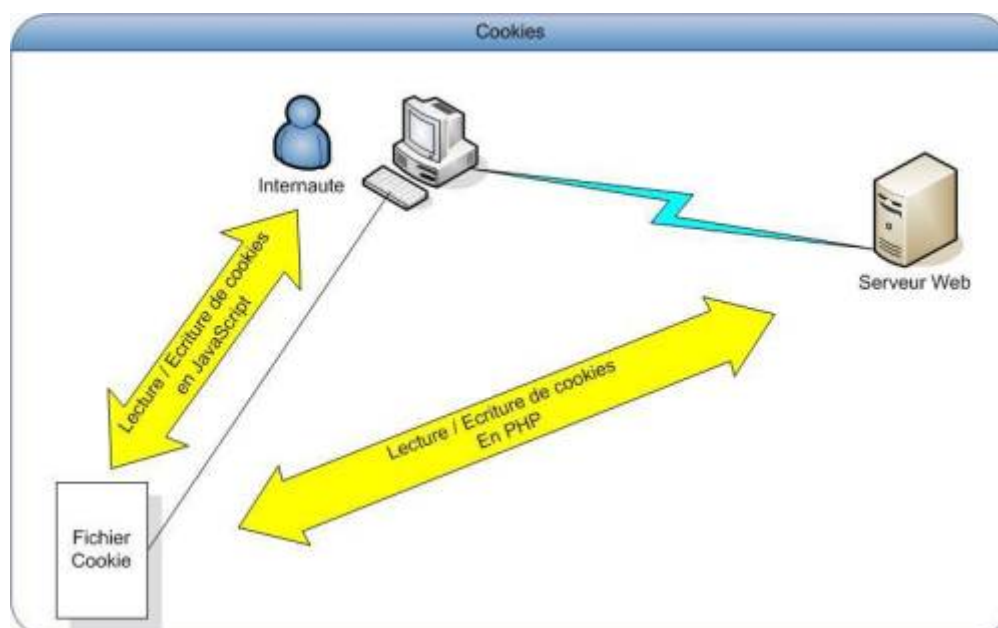 Cookies
Internaute
Serveur Web
Lecture / Ecriture de cookies
en JavaScript
Lecture / Ecriture de cookies
En PHP
Fichier
Cookie